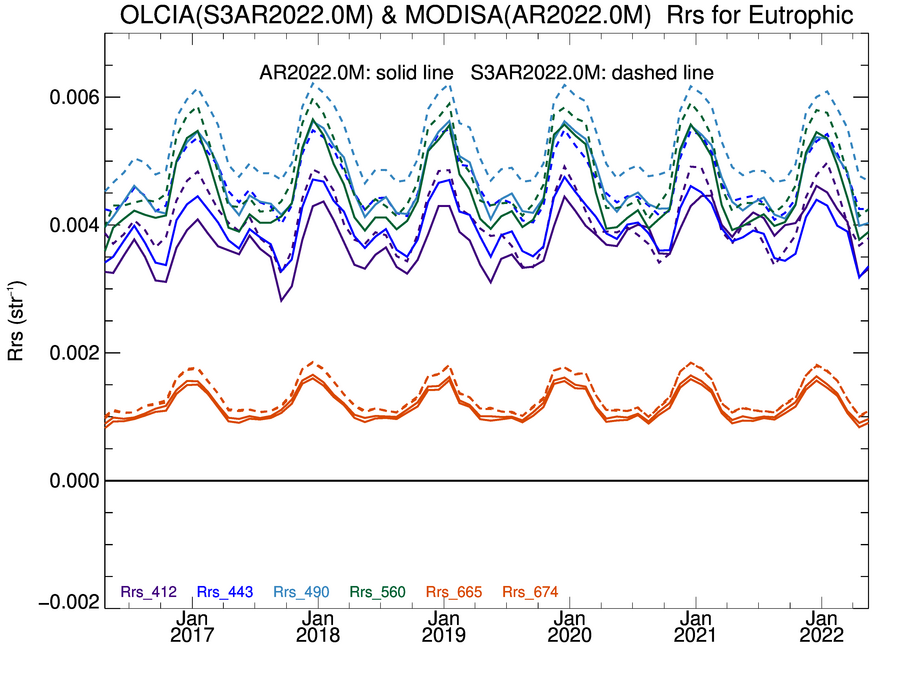 OLCIA(S3AR2022.0M) & MODISA(AR2022.0M)  Rrs for Eutrophic
AR2022.0M: solid line   S3AR2022.0M: dashed line
0.006
0.004
0.002
0.000
−0.002
Rrs (str⁻¹)
Rrs_412 Rrs_443 Rrs_490 Rrs_560 Rrs_665 Rrs_674
Jan Jan Jan Jan Jan Jan
2017 2018 2019 2020 2021 2022